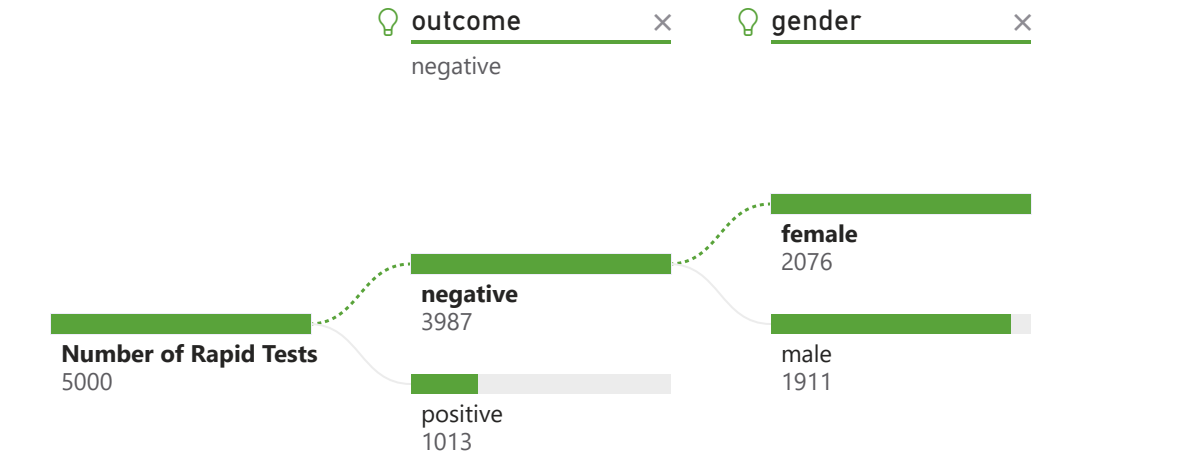 outcome
gender
negative
female
2076
negative
3987
Number of Rapid Tests
5000
male
1911
positive
1013